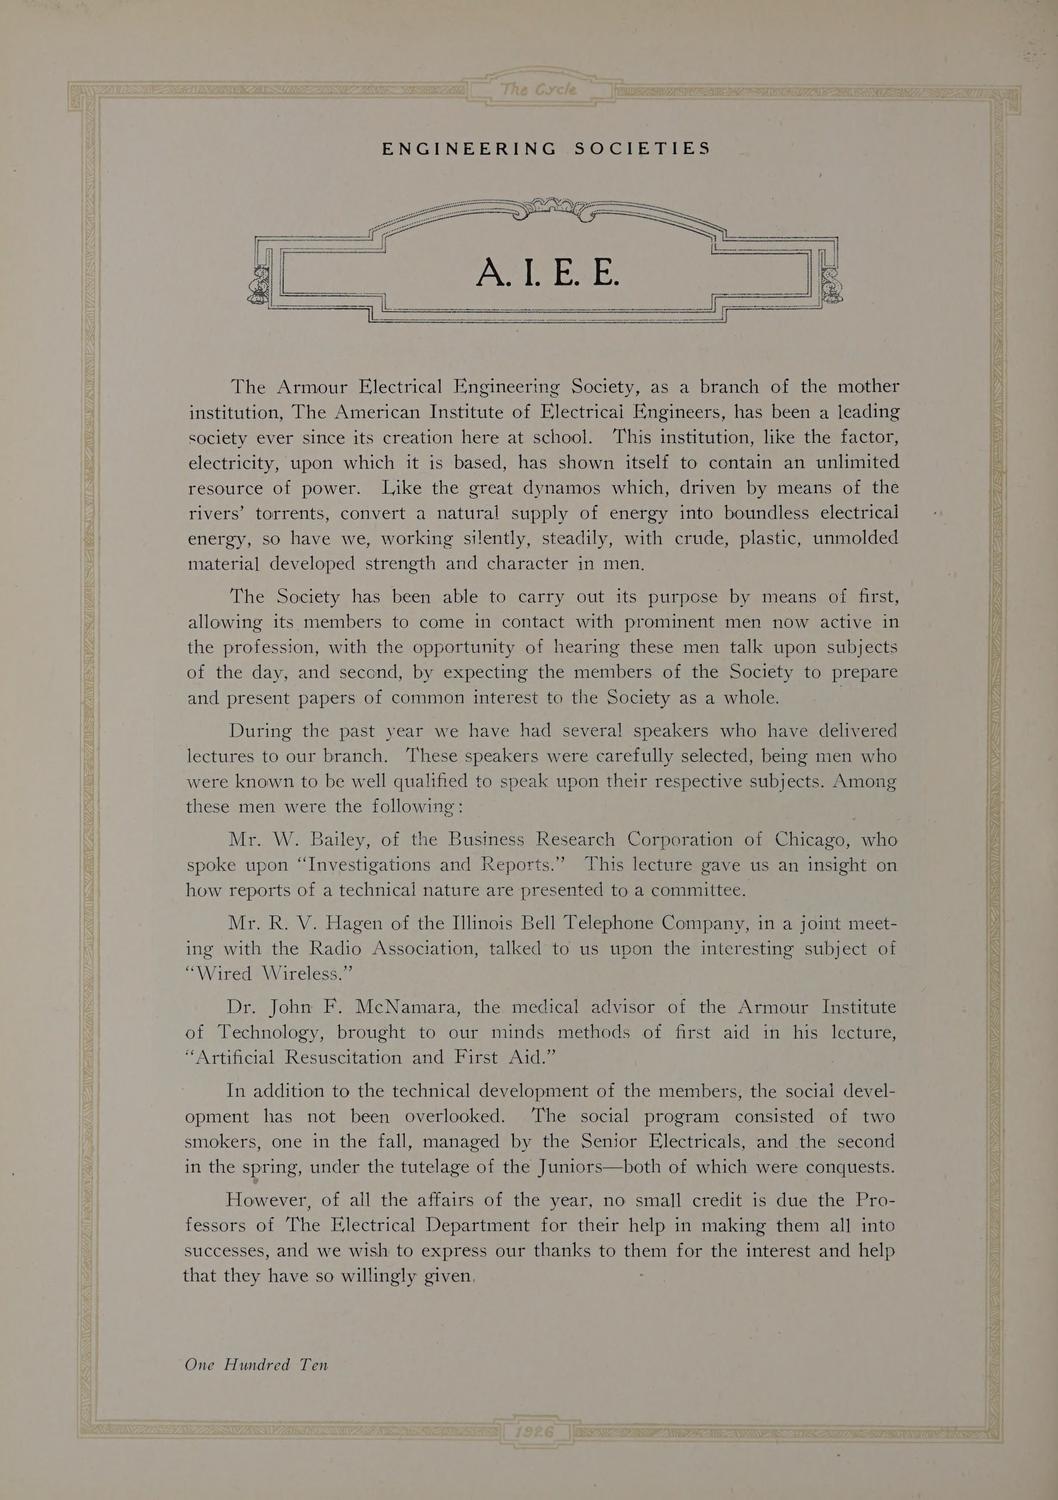 The Cycle
ENGINEERING SOCIETIES
A. I. E. E.
The Armour Electrical Engineering Society, as a branch of the mother
institution, The American Institute of Electrical Engineers, has been a leading
society ever since its creation here at school. This institution, like the factor,
electricity, upon which it is based, has shown itself to contain an unlimited
resource of power. Like the great dynamos which, driven by means of the
rivers’ torrents, convert a natural supply of energy into boundless electrical
energy, so have we, working silently, steadily, with crude, plastic, unmolded
material developed strength and character in men.
The Society has been able to carry out its purpose by means of first,
allowing its members to come in contact with prominent men now active in
the profession, with the opportunity of hearing these men talk upon subjects
of the day, and second, by expecting the members of the Society to prepare
and present papers of common interest to the Society as a whole.
During the past year we have had several speakers who have delivered
lectures to our branch. These speakers were carefully selected, being men who
were known to be well qualified to speak upon their respective subjects. Among
these men were the following:
Mr. W. Bailey, of the Business Research Corporation of Chicago, who
spoke upon “Investigations and Reports.” This lecture gave us an insight on
how reports of a technical nature are presented to a committee.
Mr. R. V. Hagen of the Illinois Bell Telephone Company, in a joint meet-
ing with the Radio Association, talked to us upon the interesting subject of
“Wired Wireless.”
Dr. John F. McNamara, the medical advisor of the Armour Institute
of Technology, brought to our minds methods of first aid in his lecture,
“Artificial Resuscitation and First Aid.”
In addition to the technical development of the members, the social devel-
opment has not been overlooked. The social program consisted of two
smokers, one in the fall, managed by the Senior Electricals, and the second
in the spring, under the tutelage of the Juniors—both of which were conquests.
However, of all the affairs of the year, no small credit is due the Pro-
fessors of The Electrical Department for their help in making them all into
successes, and we wish to express our thanks to them for the interest and help
that they have so willingly given.
One Hundred Ten
1926